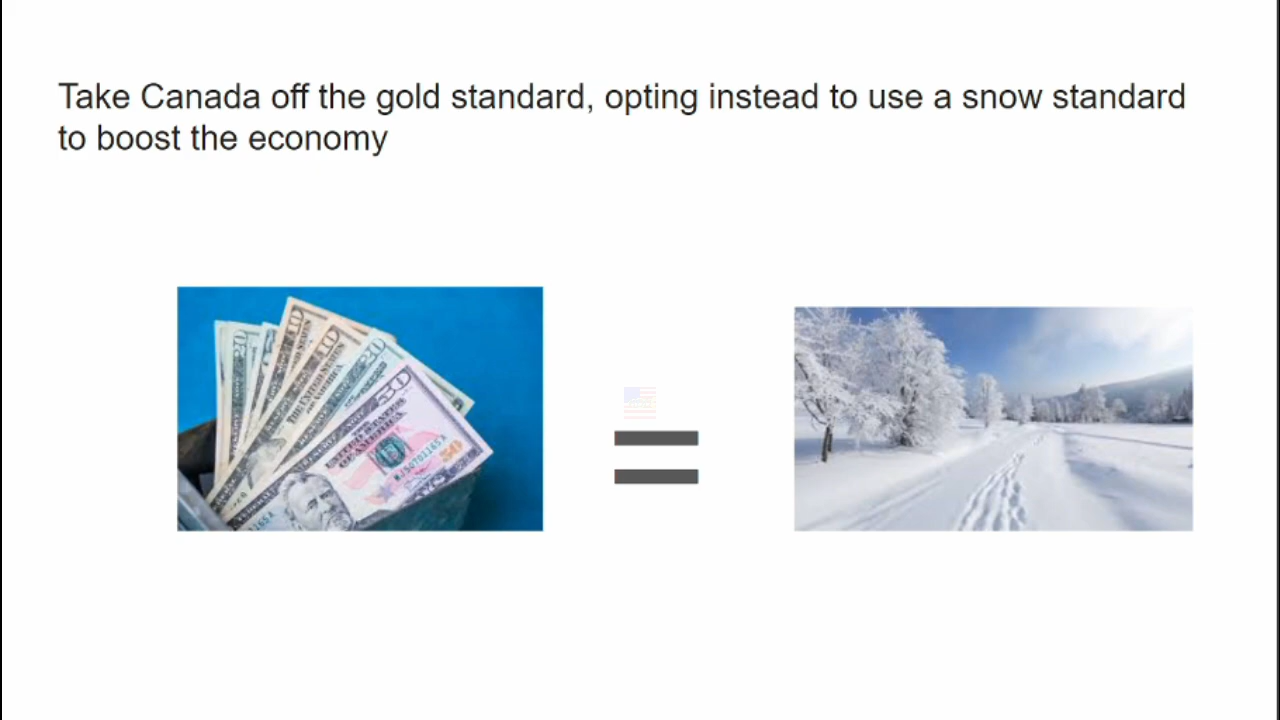 Take Canada off the gold standard, opting instead to use a snow standard
to boost the economy